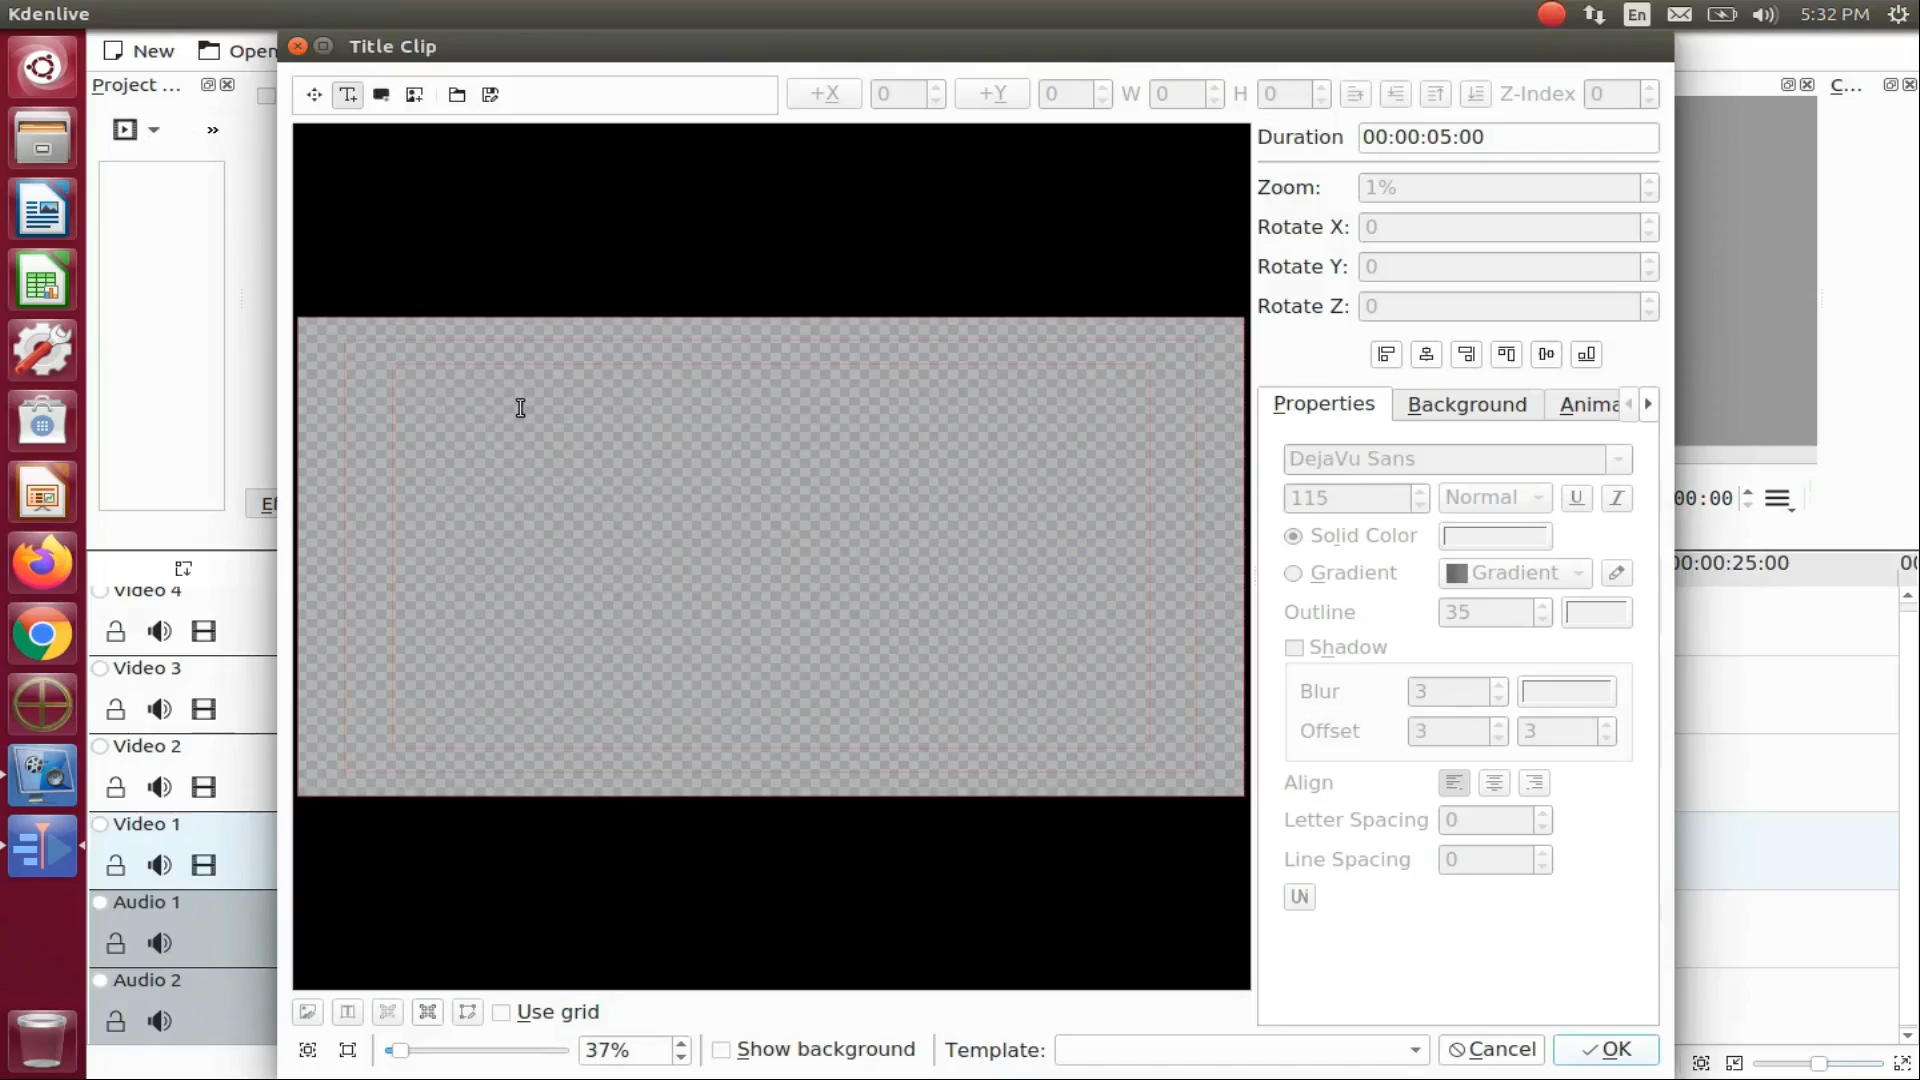 Kdenlive
En
5:32 PM
New
Open
Title Clip
Project ...
C...
+X
0
+Y
0
W
0
H
0
Z-Index
0
Duration
00:00:05:00
Zoom:
1%
Rotate X:
0
Rotate Y:
0
Rotate Z:
0
Properties
Background
Anima
DejaVu Sans
115
Normal
U
I
00:00
Solid Color
Gradient
Gradient
Outline
35
00:00:25:00
Shadow
Blur
3
Offset
3
3
Align
Letter Spacing
0
Line Spacing
0
Video 4
Video 3
Video 2
Video 1
Audio 1
Audio 2
Use grid
37%
Show background
Template:
Cancel
OK